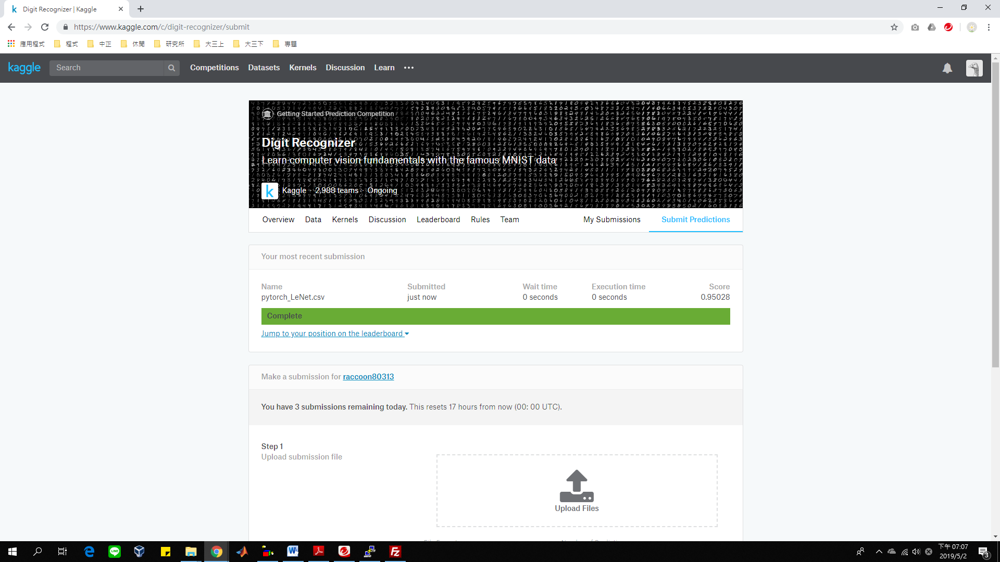 Digit Recognizer | Kaggle
https://www.kaggle.com/c/digit-recognizer/submit
應用程式 程式 中正 休閒 研究所 大三上 大三下 專題
kaggle Search Competitions Datasets Kernels Discussion Learn
Getting Started Prediction Competition
Digit Recognizer
Learn computer vision fundamentals with the famous MNIST data
k Kaggle · 2,988 teams · Ongoing
Overview Data Kernels Discussion Leaderboard Rules Team My Submissions Submit Predictions
Your most recent submission
Name Submitted Wait time Execution time Score
pytorch_LeNet.csv just now 0 seconds 0 seconds 0.95028
Complete
Jump to your position on the leaderboard
Make a submission for raccoon80313
You have 3 submissions remaining today. This resets 17 hours from now (00: 00 UTC).
Step 1
Upload submission file
Upload Files
下午 07:07
2019/5/2
3